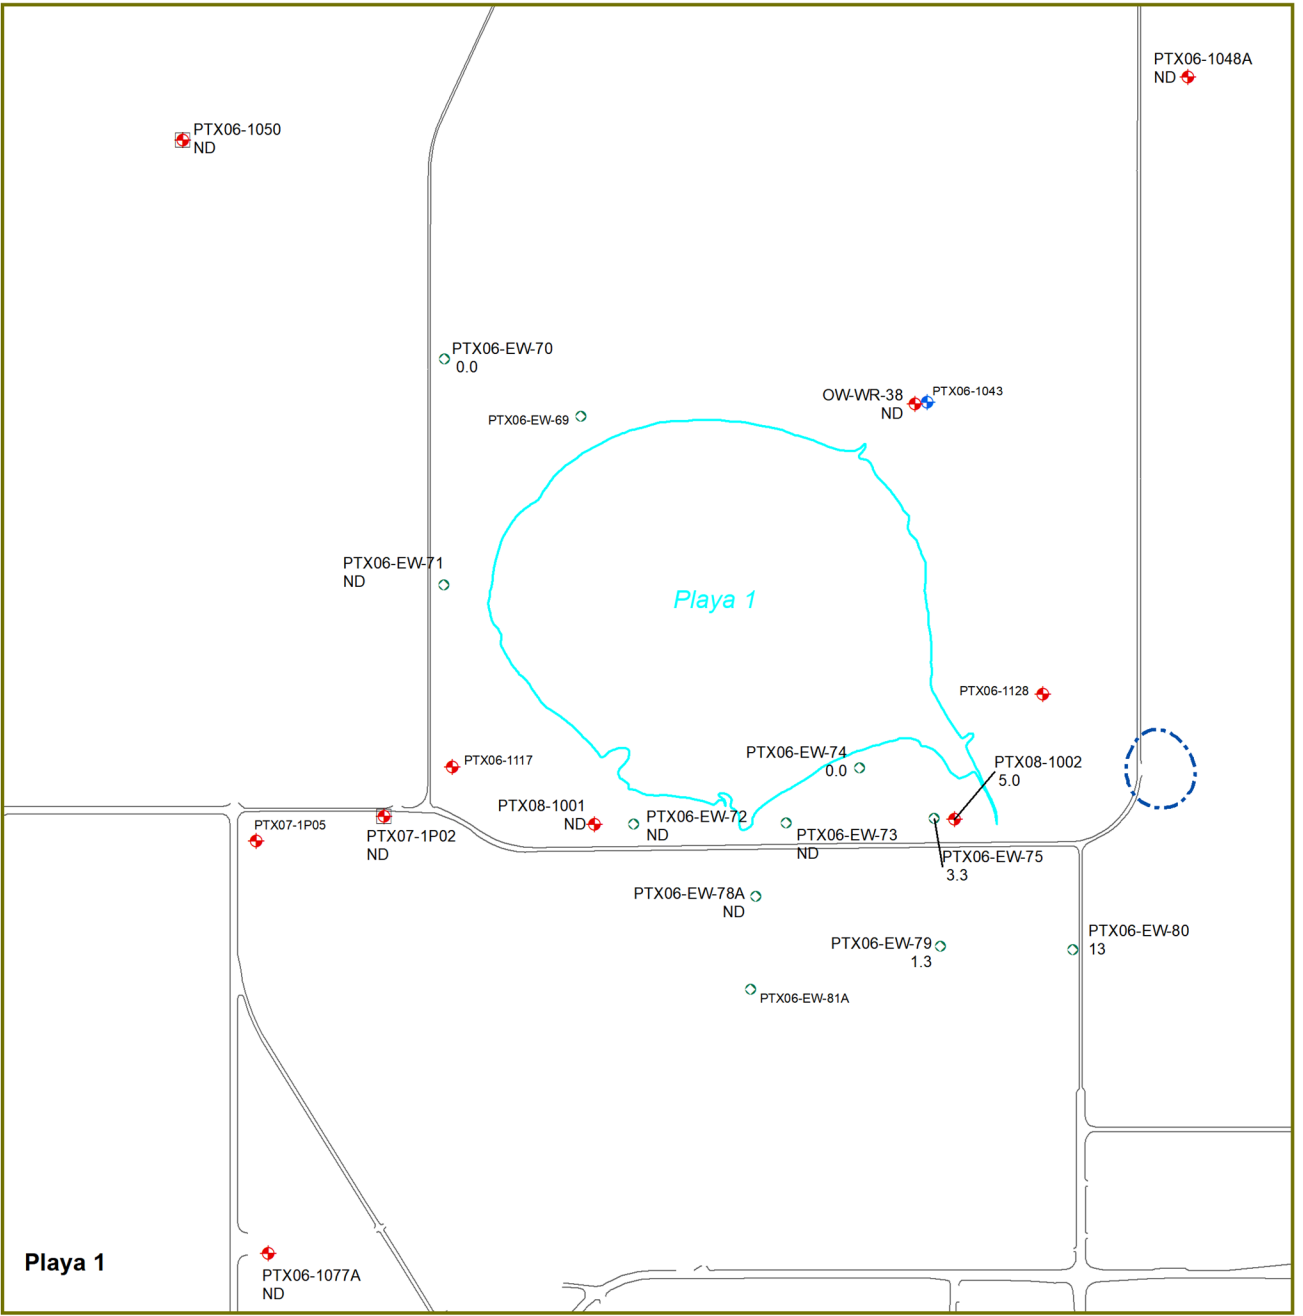 PTX06-1048A
ND
PTX06-1050
ND
PTX06-EW-70
0.0
OW-WR-38
ND
PTX06-1043
PTX06-EW-69
PTX06-EW-71
ND
Playa 1
PTX06-1128
PTX06-EW-74
0.0
PTX06-1117
PTX08-1002
5.0
PTX08-1001
ND
PTX06-EW-72
ND
PTX07-1P05
PTX07-1P02
ND
PTX06-EW-73
ND
PTX06-EW-75
3.3
PTX06-EW-78A
ND
PTX06-EW-79
1.3
PTX06-EW-80
13
PTX06-EW-81A
Playa 1
PTX06-1077A
ND